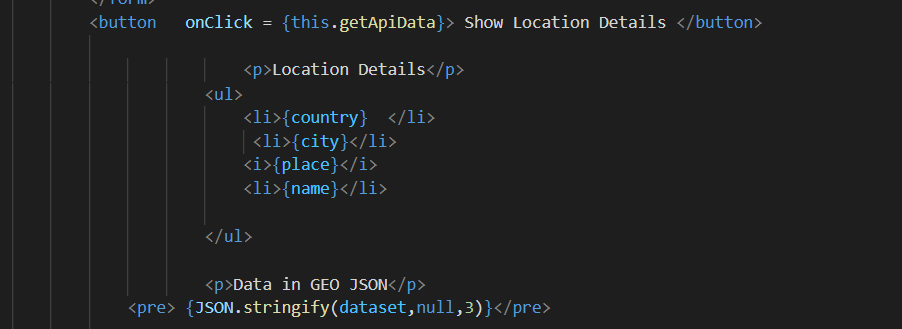 </form>
<button   onClick = {this.getApiData}> Show Location Details </button>
<p>Location Details</p>
<ul>
<li>{country}  </li>
<li>{city}</li>
<i>{place}</i>
<li>{name}</li>
</ul>
<p>Data in GEO JSON</p>
<pre> {JSON.stringify(dataset,null,3)}</pre>